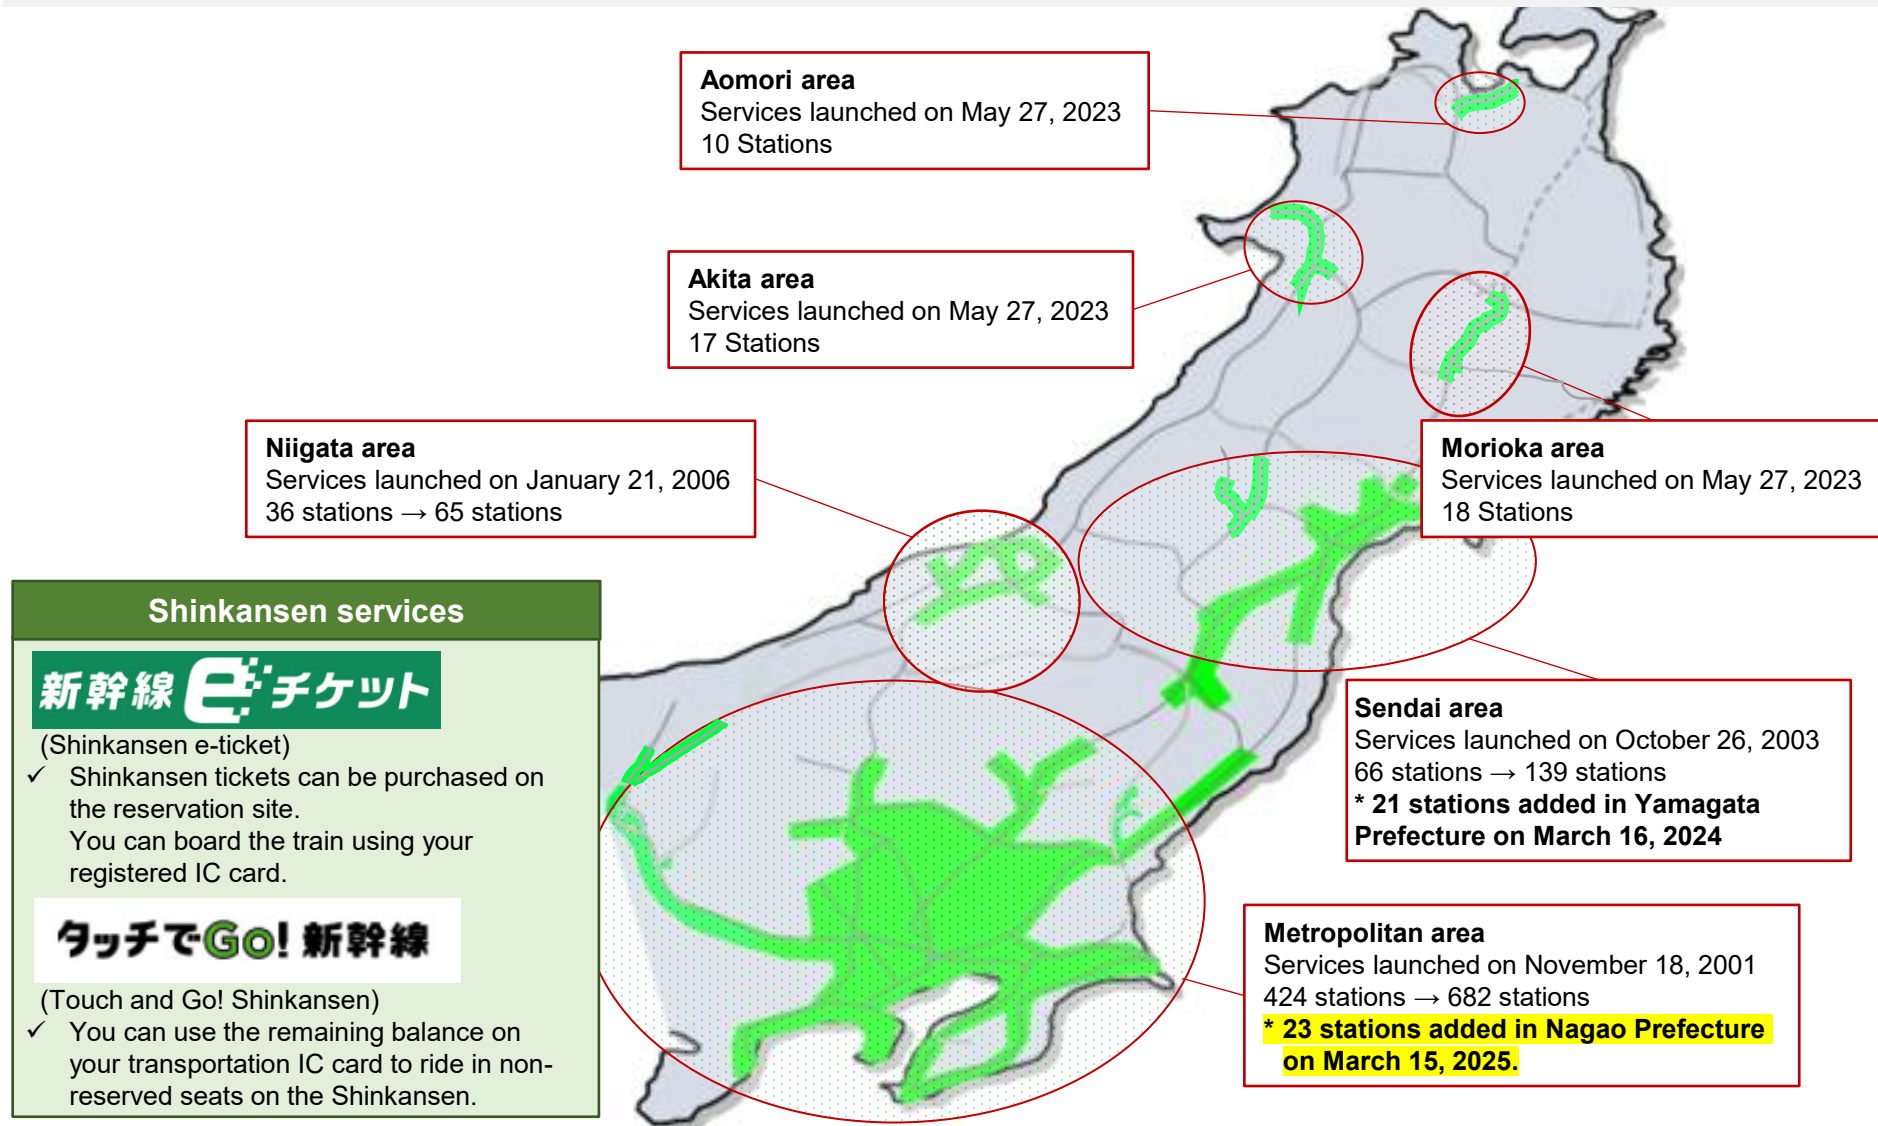 Aomori area
Services launched on May 27, 2023
10 Stations
Akita area
Services launched on May 27, 2023
17 Stations
Niigata area
Services launched on January 21, 2006
36 stations → 65 stations
Morioka area
Services launched on May 27, 2023
18 Stations
Shinkansen services
新幹線eチケット
(Shinkansen e-ticket)
✓ Shinkansen tickets can be purchased on
the reservation site.
You can board the train using your
registered IC card.
タッチでGo! 新幹線
(Touch and Go! Shinkansen)
✓ You can use the remaining balance on
your transportation IC card to ride in non-
reserved seats on the Shinkansen.
Sendai area
Services launched on October 26, 2003
66 stations → 139 stations
* 21 stations added in Yamagata
Prefecture on March 16, 2024
Metropolitan area
Services launched on November 18, 2001
424 stations → 682 stations
* 23 stations added in Nagao Prefecture
on March 15, 2025.